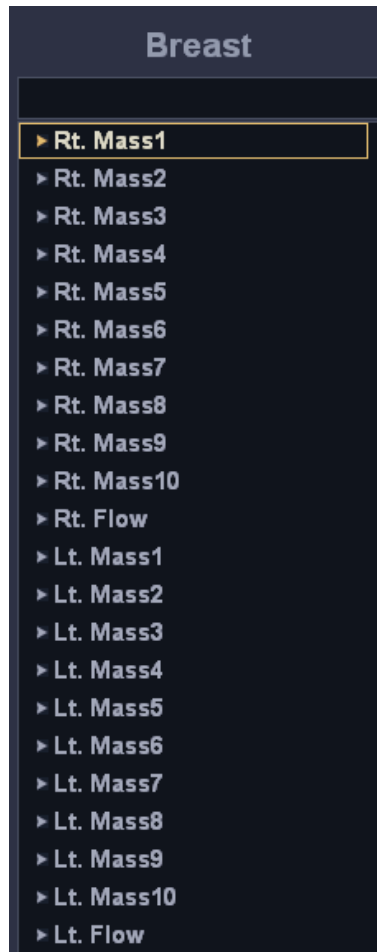 Breast
Rt. Mass1
Rt. Mass2
Rt. Mass3
Rt. Mass4
Rt. Mass5
Rt. Mass6
Rt. Mass7
Rt. Mass8
Rt. Mass9
Rt. Mass10
Rt. Flow
Lt. Mass1
Lt. Mass2
Lt. Mass3
Lt. Mass4
Lt. Mass5
Lt. Mass6
Lt. Mass7
Lt. Mass8
Lt. Mass9
Lt. Mass10
Lt. Flow